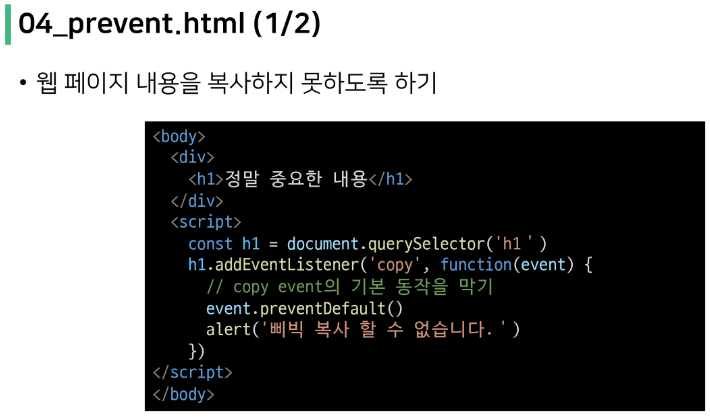 04_prevent.html (1/2)
• 웹 페이지 내용을 복사하지 못하도록 하기
<body>
  <div>
    <h1>정말 중요한 내용</h1>
  </div>
  <script>
    const h1 = document.querySelector('h1')
    h1.addEventListener('copy', function(event) {
      // copy event의 기본 동작을 막기
      event.preventDefault()
      alert('삐빅 복사 할 수 없습니다.')
    })
</script>
</body>